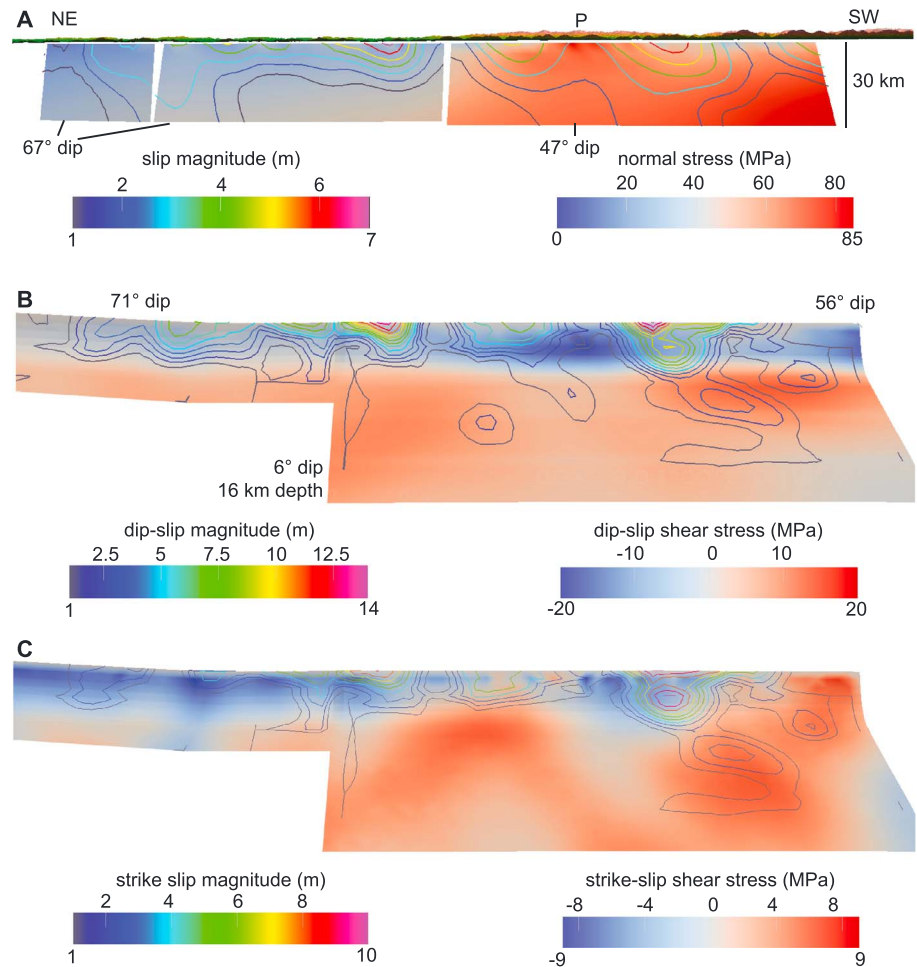 A NE P SW
30 km
67° dip 47° dip
slip magnitude (m) normal stress (MPa)
2 4 6 20 40 60 80
1 7 0 85
B 71° dip 56° dip
6° dip
16 km depth
dip-slip magnitude (m) dip-slip shear stress (MPa)
2.5 5 7.5 10 12.5 -10 0 10
1 14 -20 20
C
strike slip magnitude (m) strike-slip shear stress (MPa)
2 4 6 8 -8 -4 0 4 8
1 10 -9 9